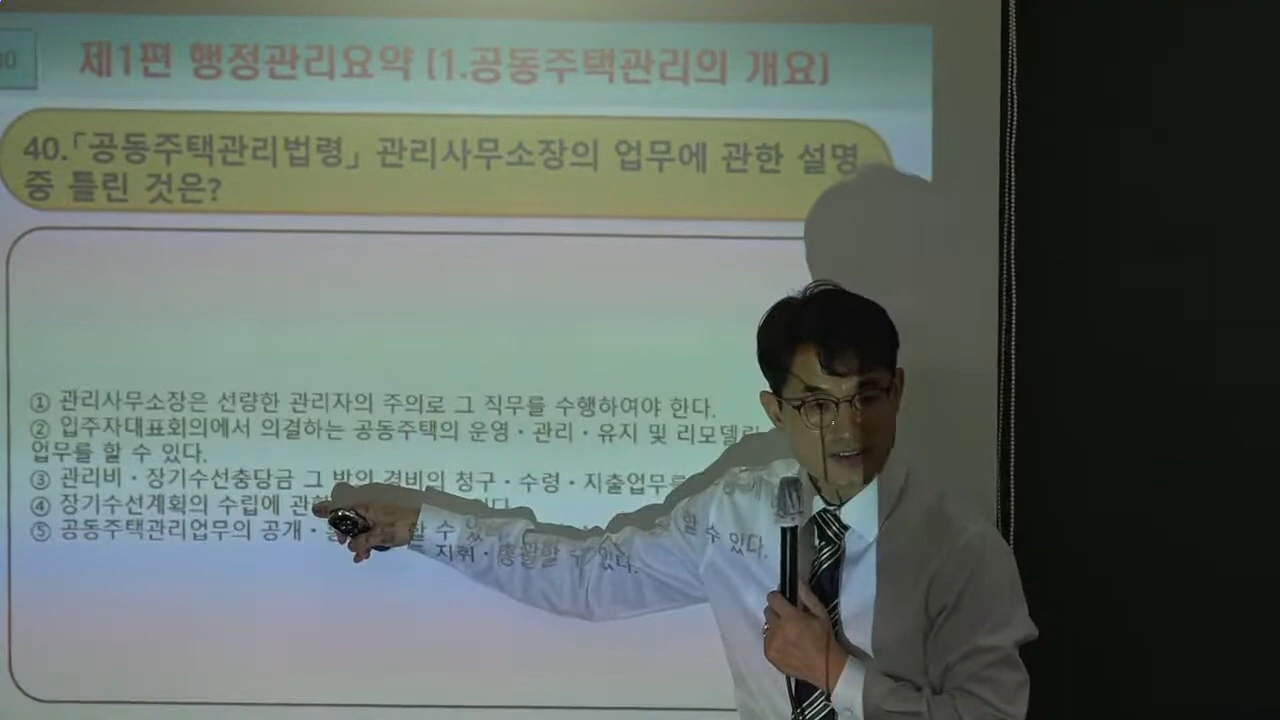 제1편 행정관리요약 (1.공동주택관리의 개요)
40.「공동주택관리법령」 관리사무소장의 업무에 관한 설명
중 틀린 것은?
① 관리사무소장은 선량한 관리자의 주의로 그 직무를 수행하여야 한다.
② 입주자대표회의에서 의결하는 공동주택의 운영·관리·유지 및 리모델링
업무를 할 수 있다.
③ 관리비·장기수선충당금 그 밖의 경비의 청구·수령·지출업무를 할 수 있다.
④ 장기수선계획의 수립에 관한 할 수 있
⑤ 공동주택관리업무의 공개· 지휘·총괄할 수 있다.